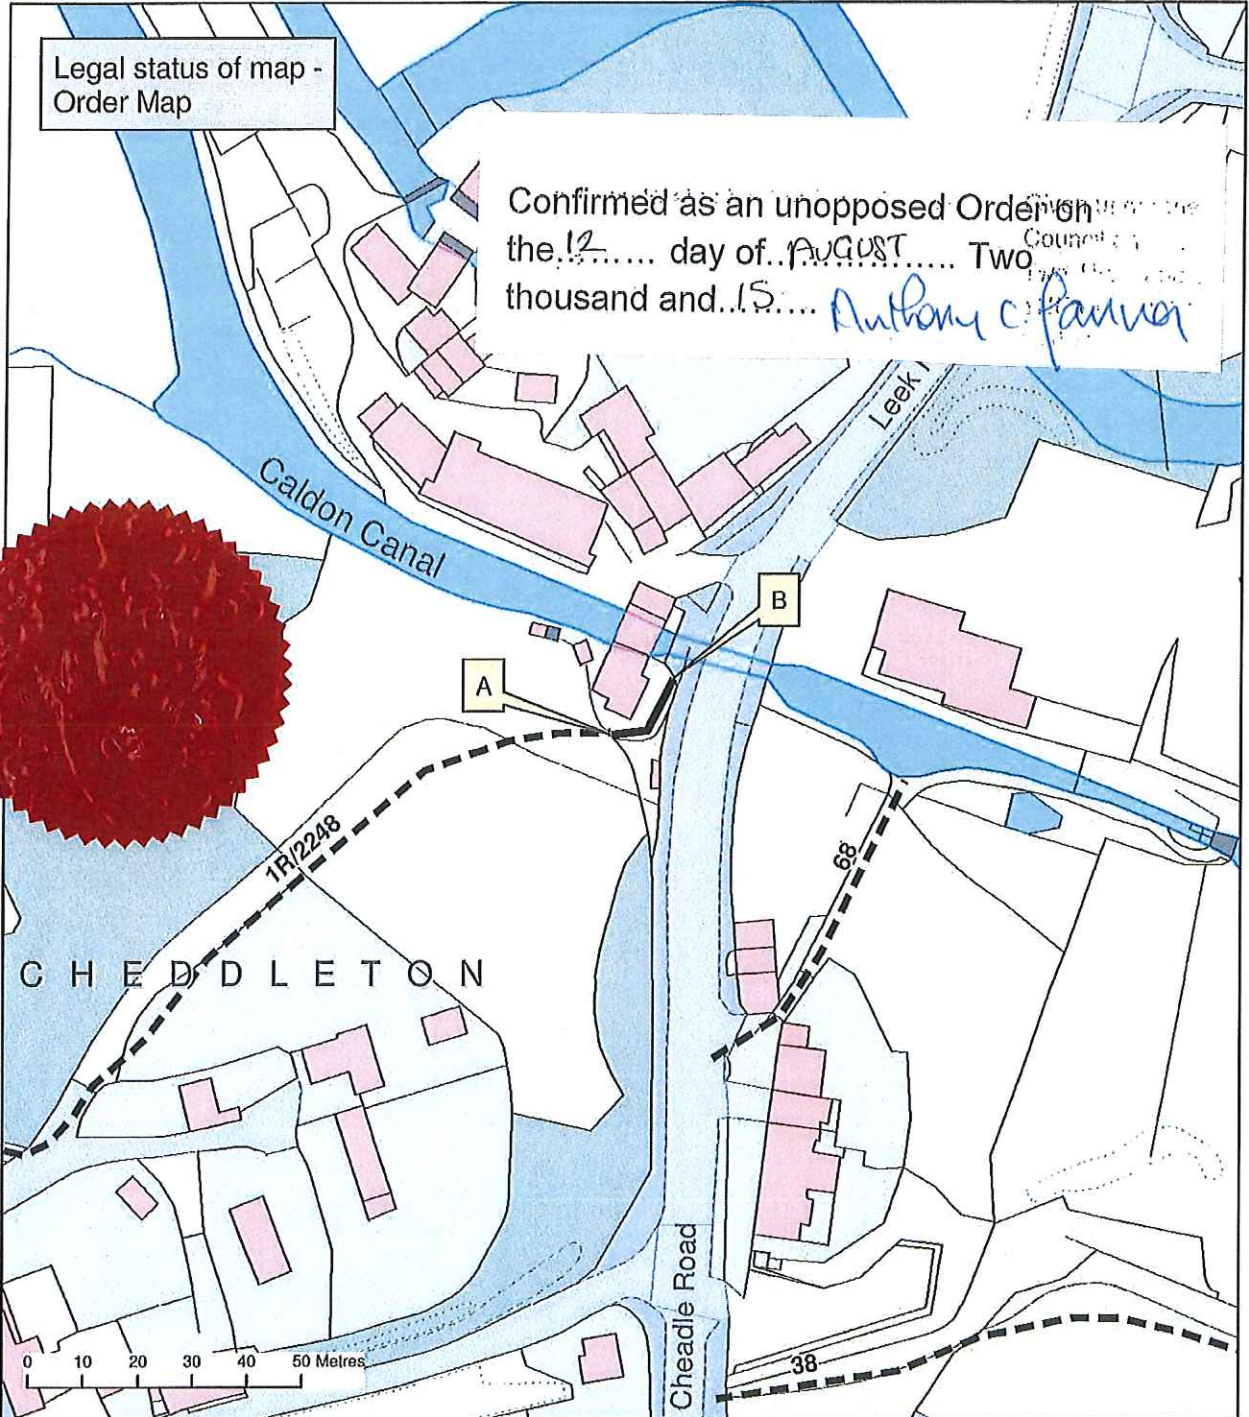 Legal status of map -
Order Map
Confirmed as an unopposed Order on
the.12...... day of..AUGUST...... Two
thousand and..15.... Anthony C.
Council
Leek
Caldon Canal
B
A
1R/2248
68
CHEDDLETON
Cheadle Road
38
0 10 20 30 40 50 Metres